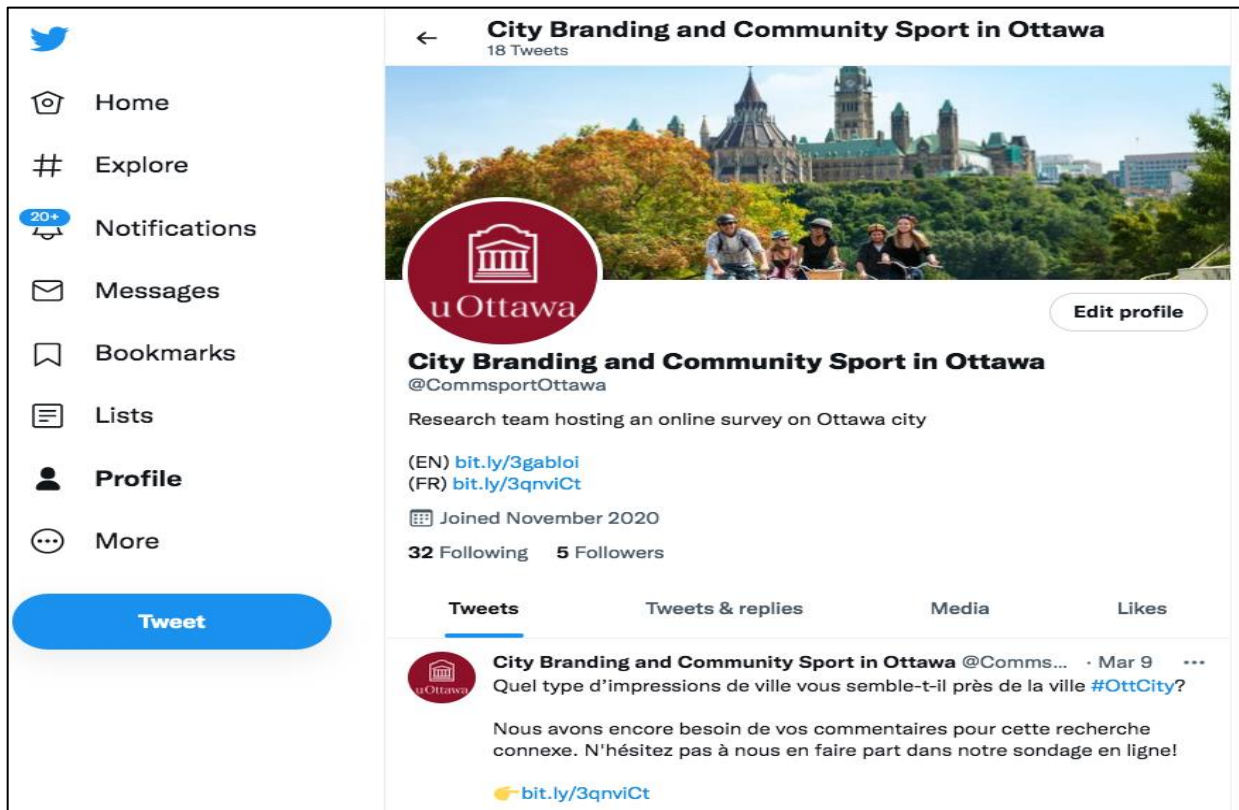 Home
Explore
20+
Notifications
Messages
Bookmarks
Lists
Profile
More
Tweet
City Branding and Community Sport in Ottawa
18 Tweets
uOttawa
Edit profile
City Branding and Community Sport in Ottawa
@CommsportOttawa
Research team hosting an online survey on Ottawa city
(EN) bit.ly/3gabloi
(FR) bit.ly/3qnviCt
Joined November 2020
32 Following 5 Followers
Tweets Tweets & replies Media Likes
uOttawa
City Branding and Community Sport in Ottawa @Comms... · Mar 9 ...
Quel type d’impressions de ville vous semble-t-il près de la ville #OttCity?
Nous avons encore besoin de vos commentaires pour cette recherche
connexe. N'hésitez pas à nous en faire part dans notre sondage en ligne!
👉bit.ly/3qnviCt